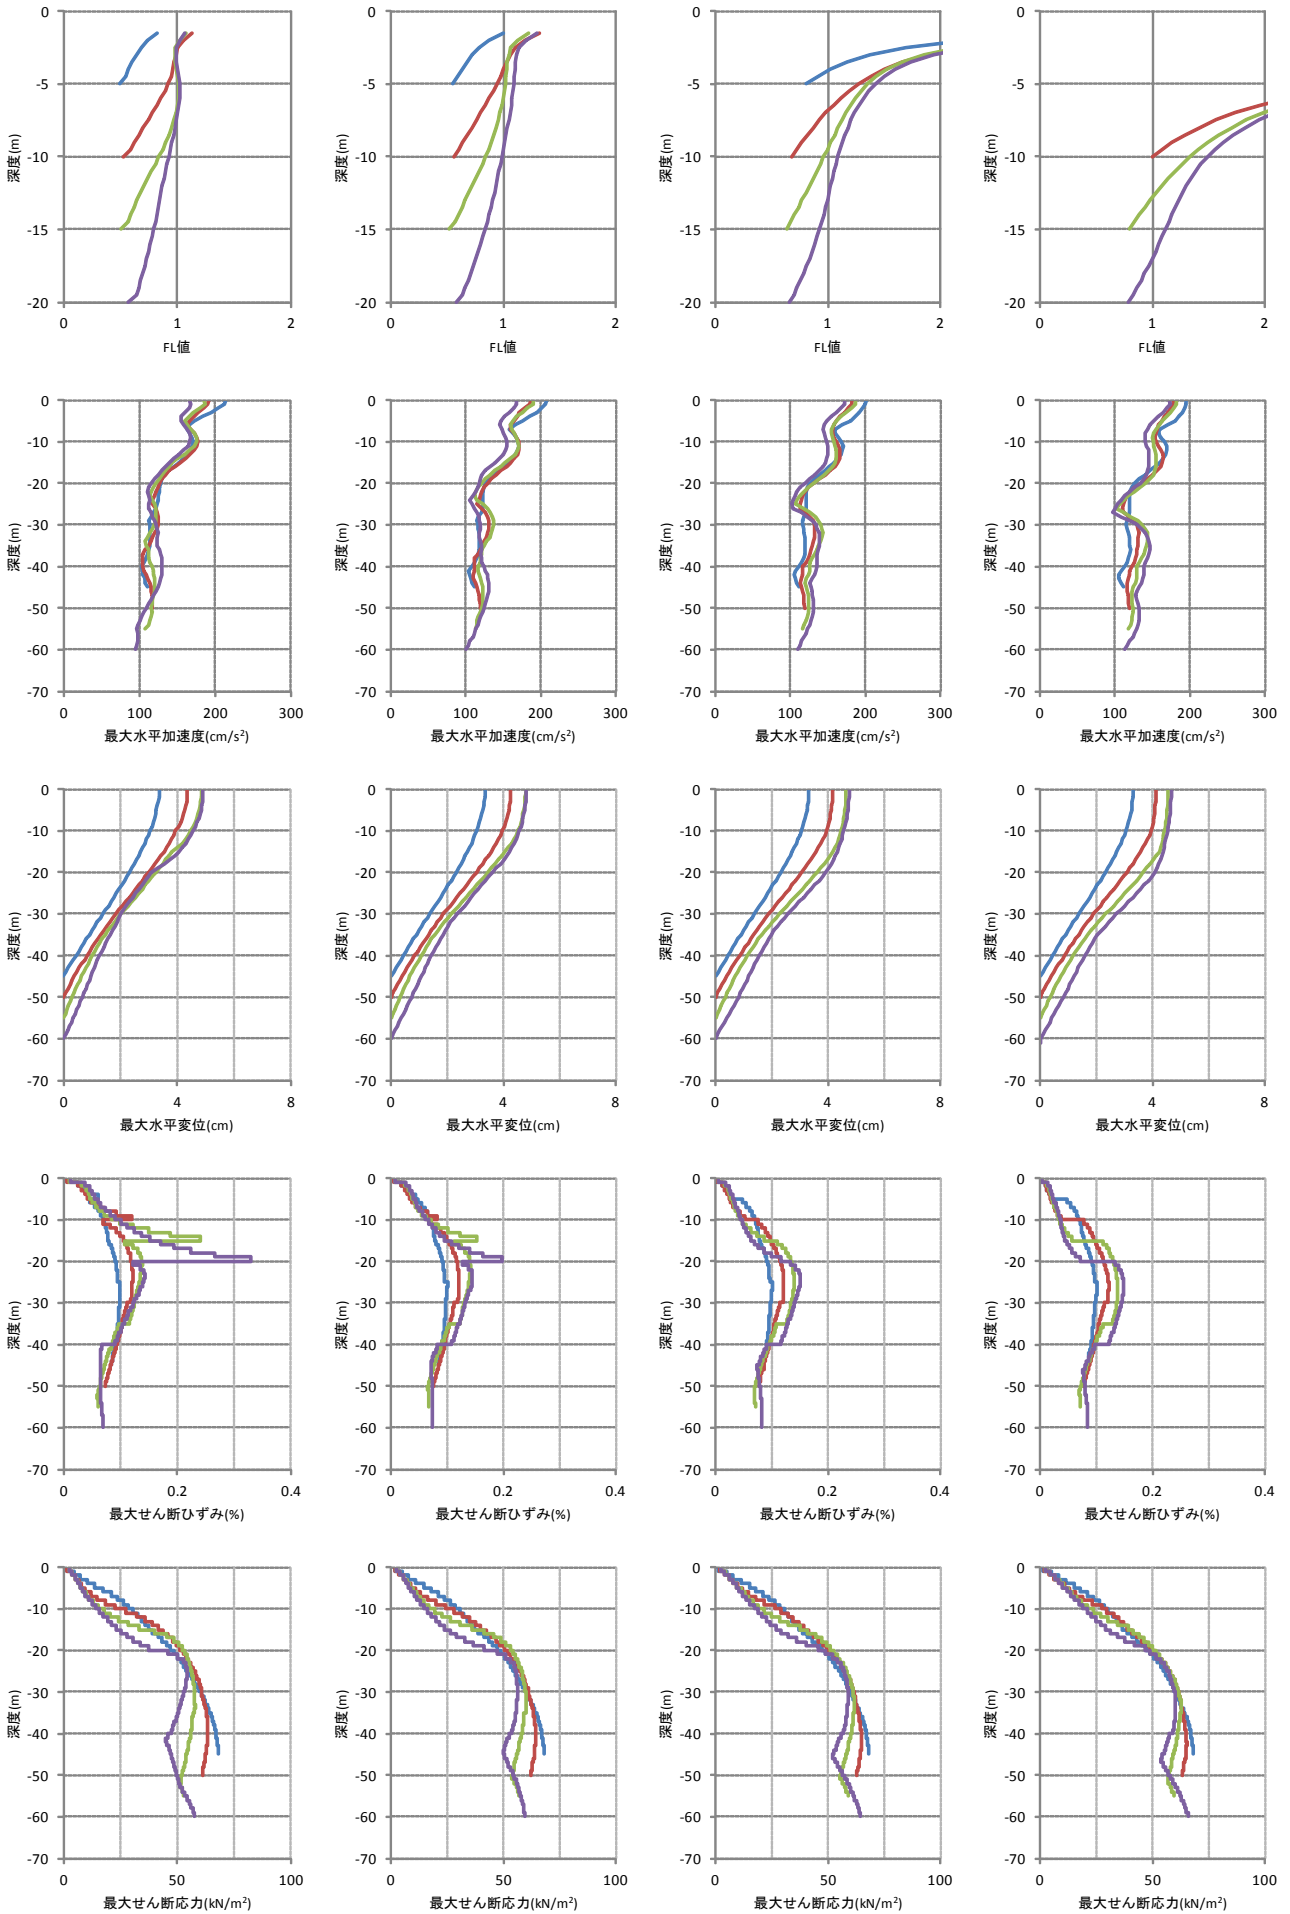 0 0 0 0
-5 -5 -5 -5
深度(m) 深度(m) 深度(m) 深度(m)
-10 -10 -10 -10
-15 -15 -15 -15
-20 -20 -20 -20
0 1 2 0 1 2 0 1 2 0 1 2
FL値 FL値 FL値 FL値
0 0 0 0
-10 -10 -10 -10
-20 -20 -20 -20
-30 -30 -30 -30
深度(m) 深度(m) 深度(m) 深度(m)
-40 -40 -40 -40
-50 -50 -50 -50
-60 -60 -60 -60
-70 -70 -70 -70
0 100 200 300 0 100 200 300 0 100 200 300 0 100 200 300
最大水平加速度(cm/s²) 最大水平加速度(cm/s²) 最大水平加速度(cm/s²) 最大水平加速度(cm/s²)
0 0 0 0
-10 -10 -10 -10
-20 -20 -20 -20
-30 -30 -30 -30
深度(m) 深度(m) 深度(m) 深度(m)
-40 -40 -40 -40
-50 -50 -50 -50
-60 -60 -60 -60
-70 -70 -70 -70
0 4 8 0 4 8 0 4 8 0 4 8
最大水平変位(cm) 最大水平変位(cm) 最大水平変位(cm) 最大水平変位(cm)
0 0 0 0
-10 -10 -10 -10
-20 -20 -20 -20
-30 -30 -30 -30
深度(m) 深度(m) 深度(m) 深度(m)
-40 -40 -40 -40
-50 -50 -50 -50
-60 -60 -60 -60
-70 -70 -70 -70
0 0.2 0.4 0 0.2 0.4 0 0.2 0.4 0 0.2 0.4
最大せん断ひずみ(%) 最大せん断ひずみ(%) 最大せん断ひずみ(%) 最大せん断ひずみ(%)
0 0 0 0
-10 -10 -10 -10
-20 -20 -20 -20
-30 -30 -30 -30
深度(m) 深度(m) 深度(m) 深度(m)
-40 -40 -40 -40
-50 -50 -50 -50
-60 -60 -60 -60
-70 -70 -70 -70
0 50 100 0 50 100 0 50 100 0 50 100
最大せん断応力(kN/m²) 最大せん断応力(kN/m²) 最大せん断応力(kN/m²) 最大せん断応力(kN/m²)